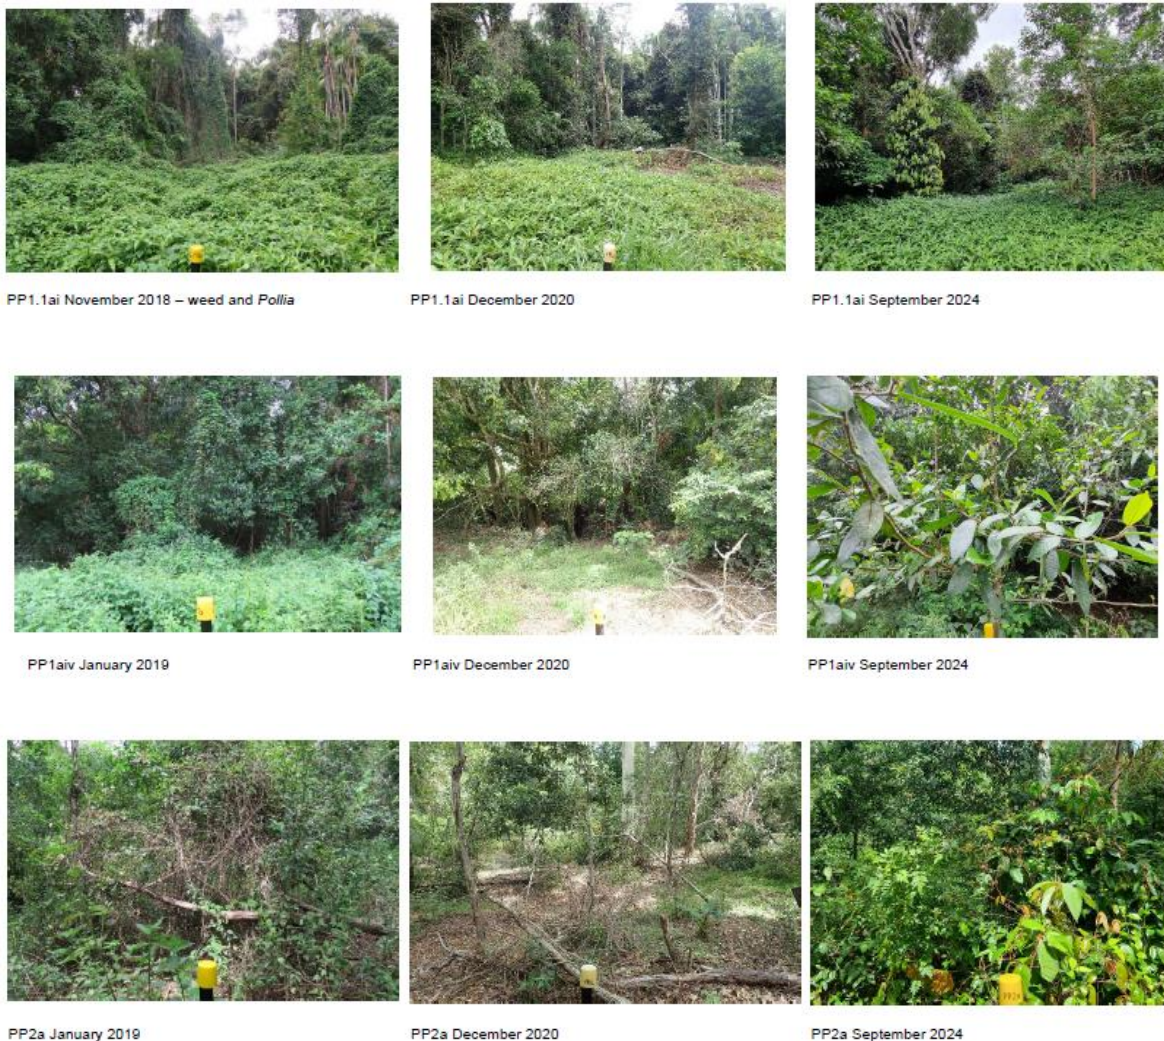 PP1.1ai November 2018 – weed and Pollia
PP1.1ai December 2020
PP1.1ai September 2024
PP1aiv January 2019
PP1aiv December 2020
PP1aiv September 2024
PP2a January 2019
PP2a December 2020
PP2a September 2024